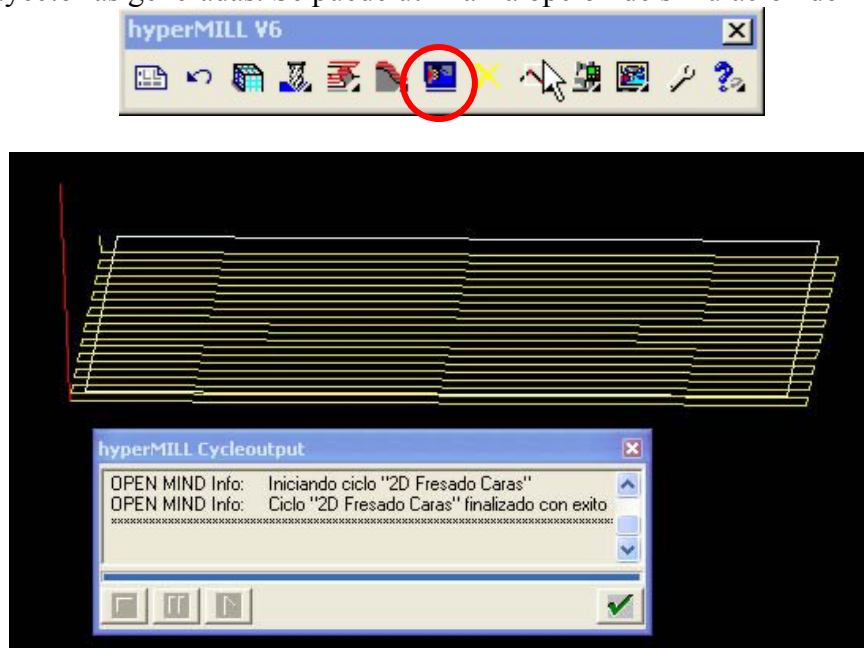 hyperMILL V6
hyperMILL Cycleoutput
OPEN MIND Info: Iniciando ciclo "2D Fresado Caras"
OPEN MIND Info: Ciclo "2D Fresado Caras" finalizado con exito